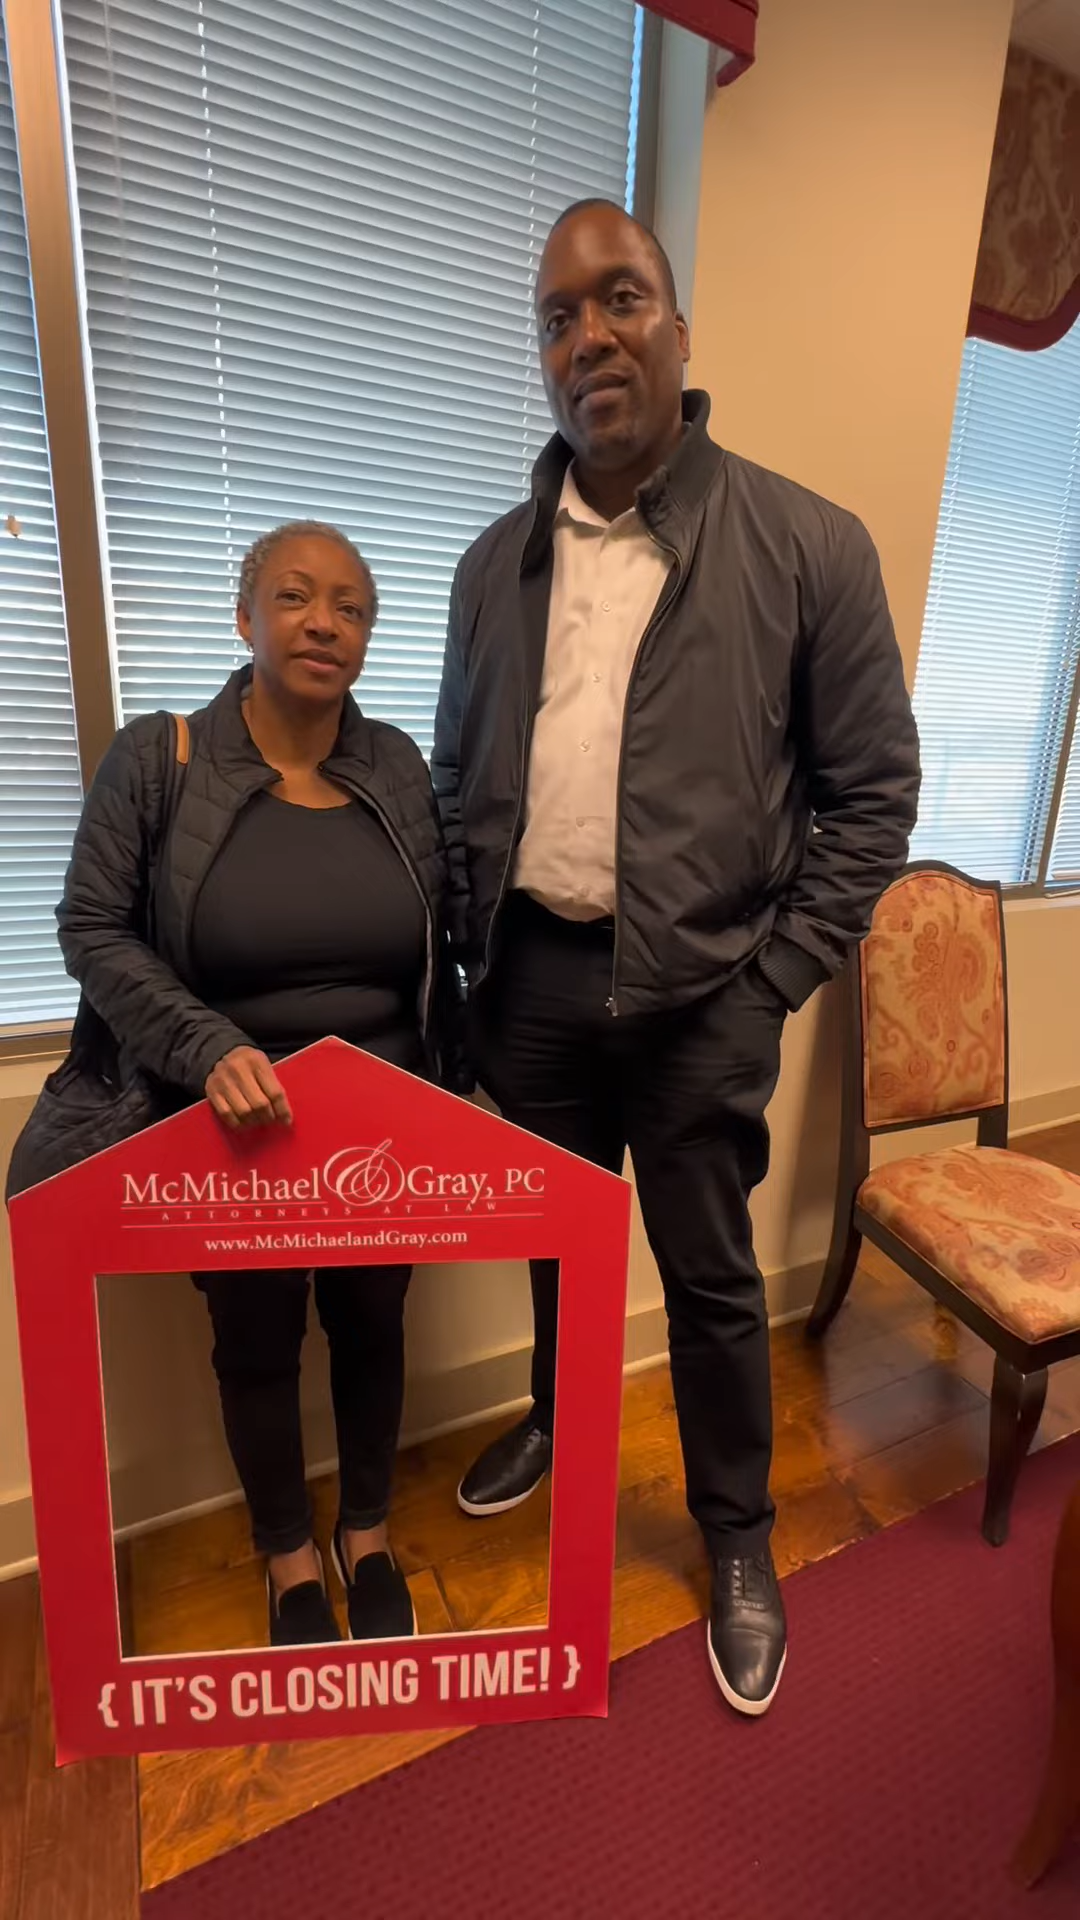 McMichael & Gray, PC
ATTORNEYS AT LAW
www.McMichaelandGray.com
{ IT'S CLOSING TIME! }